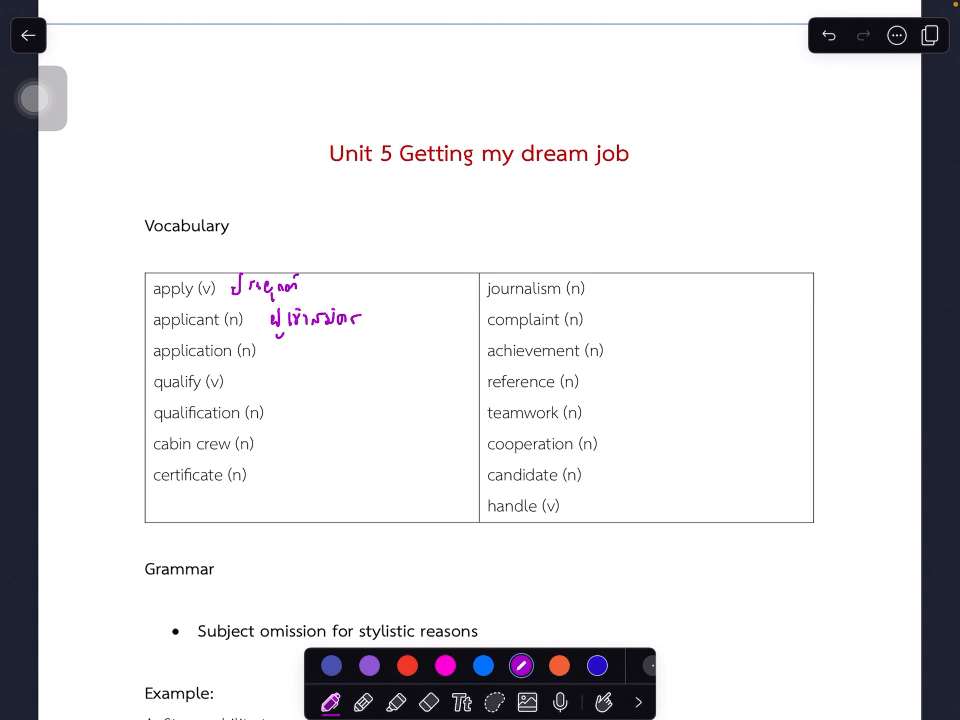 Unit 5 Getting my dream job
Vocabulary
apply (v) ประยุกต์
applicant (n) ผู้เข้าสมัคร
application (n)
qualify (v)
qualification (n)
cabin crew (n)
certificate (n)
journalism (n)
complaint (n)
achievement (n)
reference (n)
teamwork (n)
cooperation (n)
candidate (n)
handle (v)
Grammar
• Subject omission for stylistic reasons
Example:
Tt